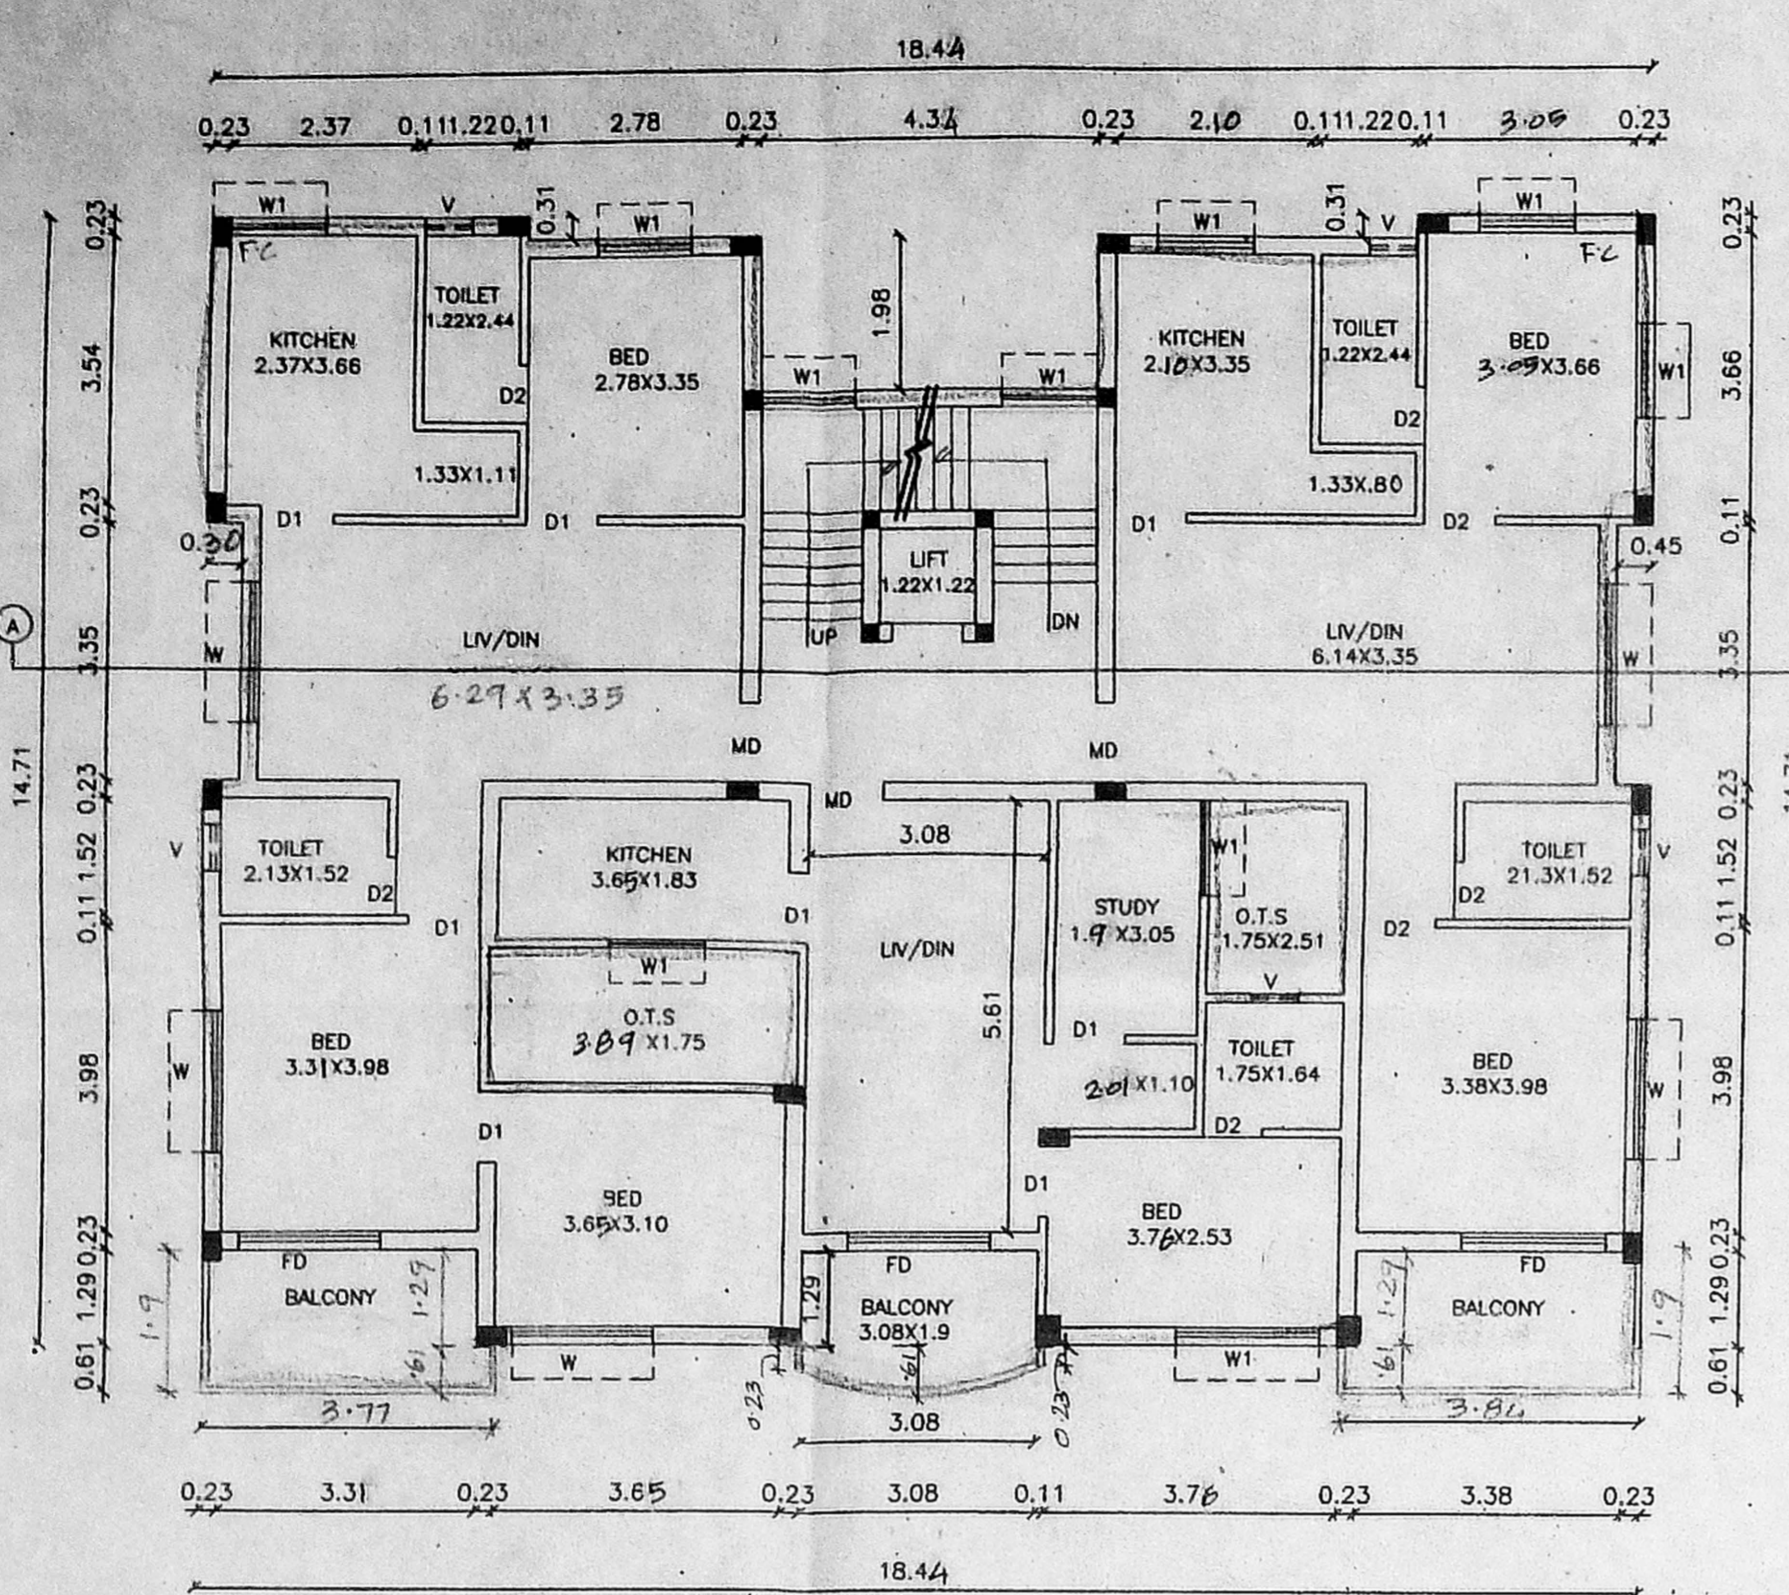 18.44
0.23 2.37 0.11 1.22 0.11 2.78 0.23 4.34 0.23 2.10 0.11 1.22 0.11 3.05 0.23
W1 V 0.31 W1 W1 0.31 V W1
0.23 FC FC 0.23
TOILET
1.22X2.44
KITCHEN
2.37X3.66
BED
2.78X3.35
1.98
KITCHEN
2.10X3.35
TOILET
1.22X2.44
BED
3.05X3.66
3.54 W1 W1 W1 3.66
D2 D2
1.33X1.11 1.33X.80
0.23 D1 D1 D1 D2 0.11
0.30 0.45
LIFT
1.22X1.22
UP DN
A
3.35 W LIV/DIN
6.29 X 3.35
LIV/DIN
6.14X3.35
W 3.35
MD MD
14.71
0.23 MD 0.23
3.08
V TOILET
2.13X1.52
D2
1.52
KITCHEN
3.65X1.83
W1
TOILET
21.3X1.52
D2
V 1.52
0.11 D1 D1 D2 0.11
STUDY
1.9 X3.05
O.T.S
1.75X2.51
LIV/DIN
W1 V
O.T.S
3.89 X1.75
5.61
D1
BED
3.31X3.98
W 3.98
TOILET
1.75X1.64
2.01X1.10
BED
3.38X3.98
W 3.98
D1 D2
D1
BED
3.65X3.10
BED
3.76X2.53
0.23 0.23
FD FD FD
BALCONY
BALCONY
3.08X1.9
BALCONY
1.9 1.29 1.29 1.29 1.29 1.9 1.29
0.61 .61 W .61 W1 .61 0.61
3.77 0.23 3.08 0.23 3.84
0.23 3.31 0.23 3.65 0.23 3.08 0.11 3.76 0.23 3.38 0.23
18.44